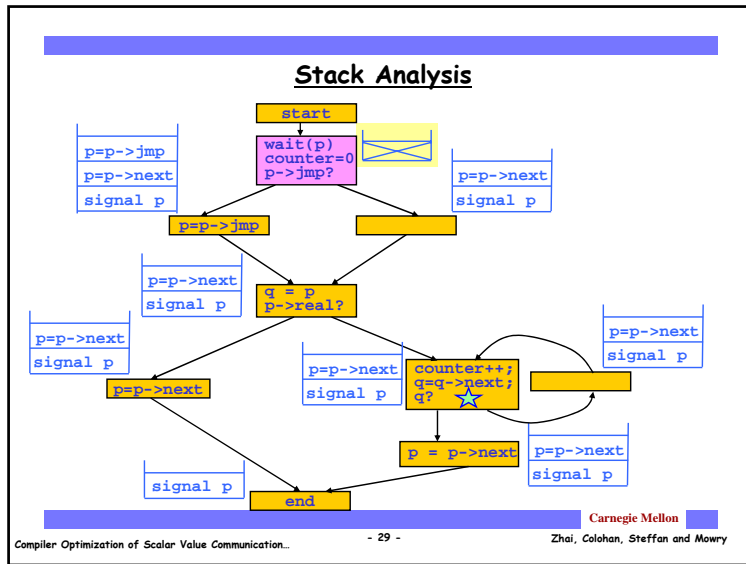 Stack Analysis
start
wait(p)
counter=0
p->jmp?
p=p->jmp
p=p->next
signal p
p=p->next
signal p
p=p->jmp
p=p->next
signal p
q = p
p->real?
p=p->next
signal p
p=p->next
signal p
p=p->next
signal p
counter++;
q=q->next;
q?
p=p->next
p = p->next
p=p->next
signal p
signal p
end
Carnegie Mellon
Compiler Optimization of Scalar Value Communication…
- 29 -
Zhai, Colohan, Steffan and Mowry